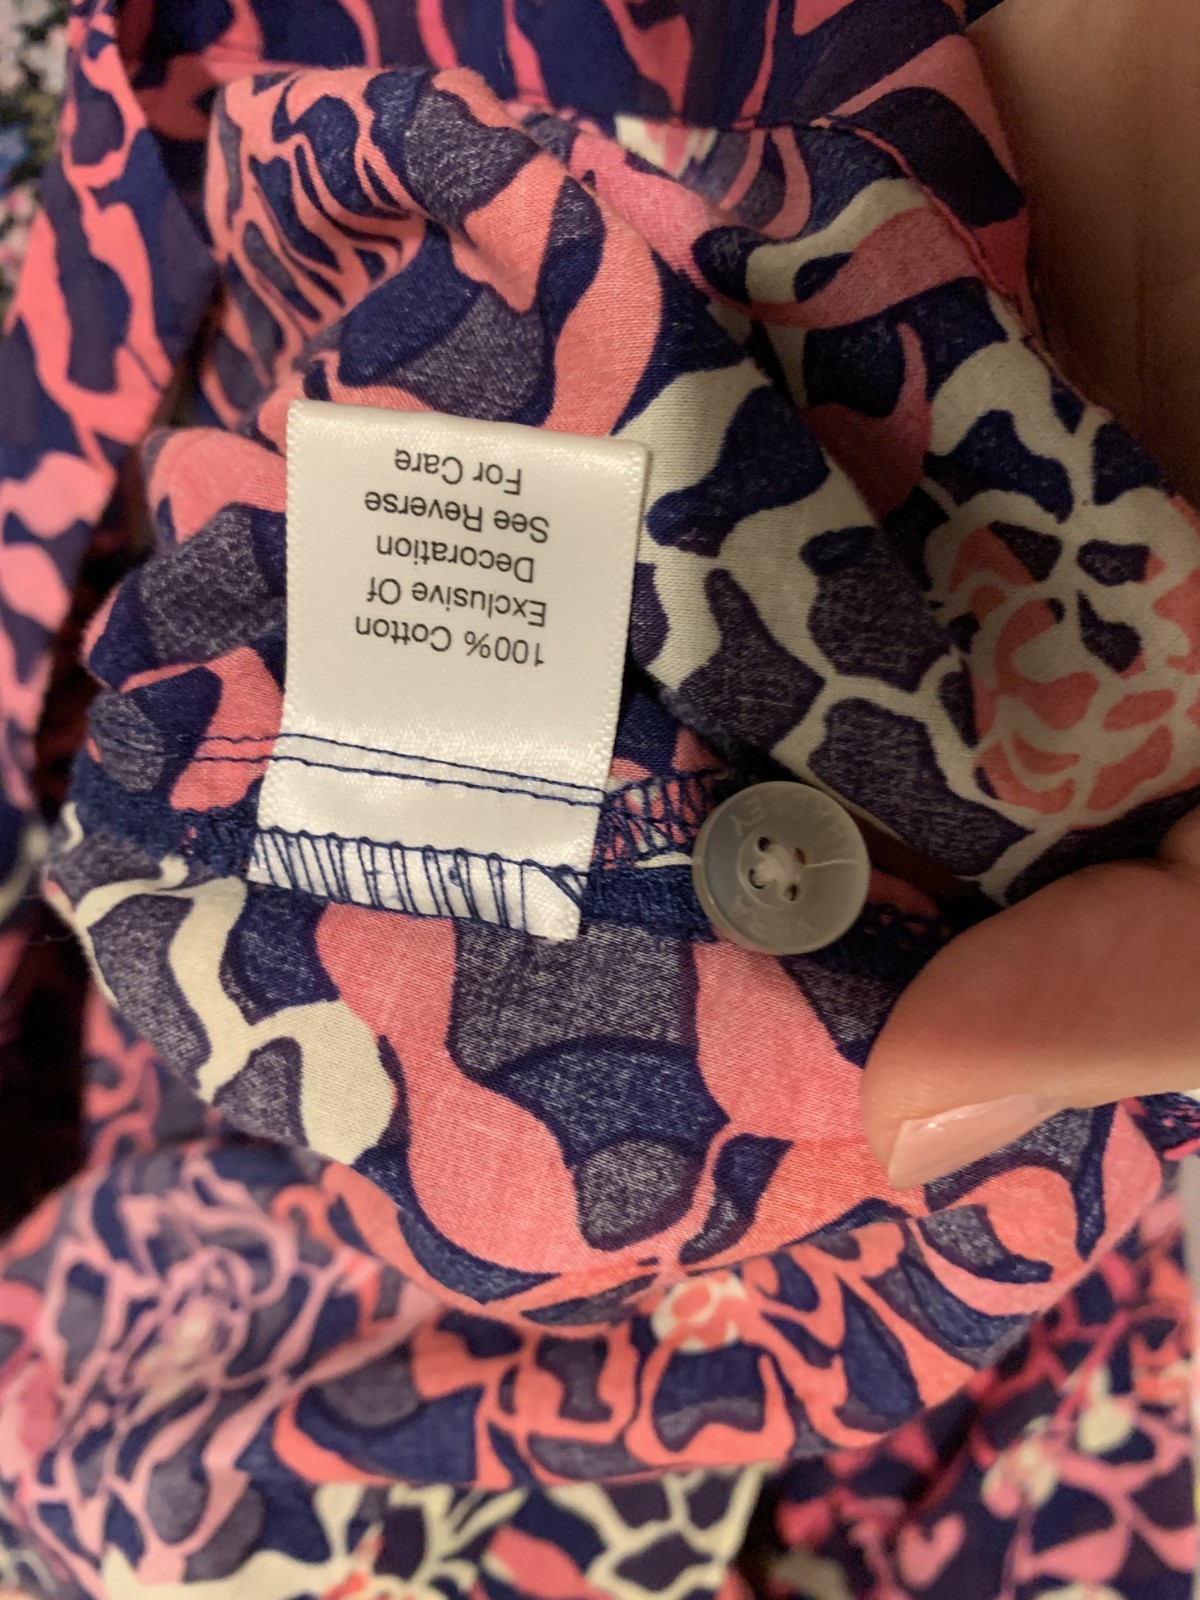 100% Cotton
Exclusive Of
Decoration
See Reverse
For Care